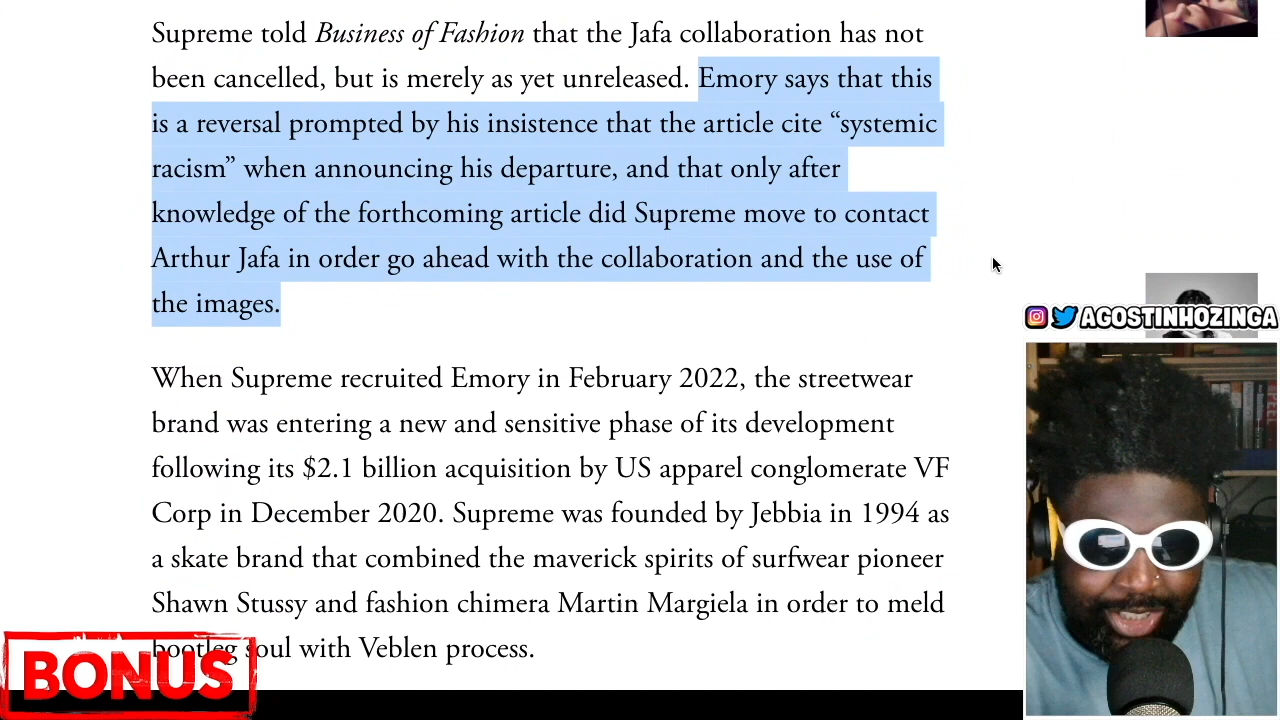 Supreme told Business of Fashion that the Jafa collaboration has not
been cancelled, but is merely as yet unreleased. Emory says that this
is a reversal prompted by his insistence that the article cite “systemic
racism” when announcing his departure, and that only after
knowledge of the forthcoming article did Supreme move to contact
Arthur Jafa in order go ahead with the collaboration and the use of
the images.
AGOSTINHOZINGA
When Supreme recruited Emory in February 2022, the streetwear
brand was entering a new and sensitive phase of its development
following its $2.1 billion acquisition by US apparel conglomerate VF
Corp in December 2020. Supreme was founded by Jebbia in 1994 as
a skate brand that combined the maverick spirits of surfwear pioneer
Shawn Stussy and fashion chimera Martin Margiela in order to meld
bootleg soul with Veblen process.
BONUS